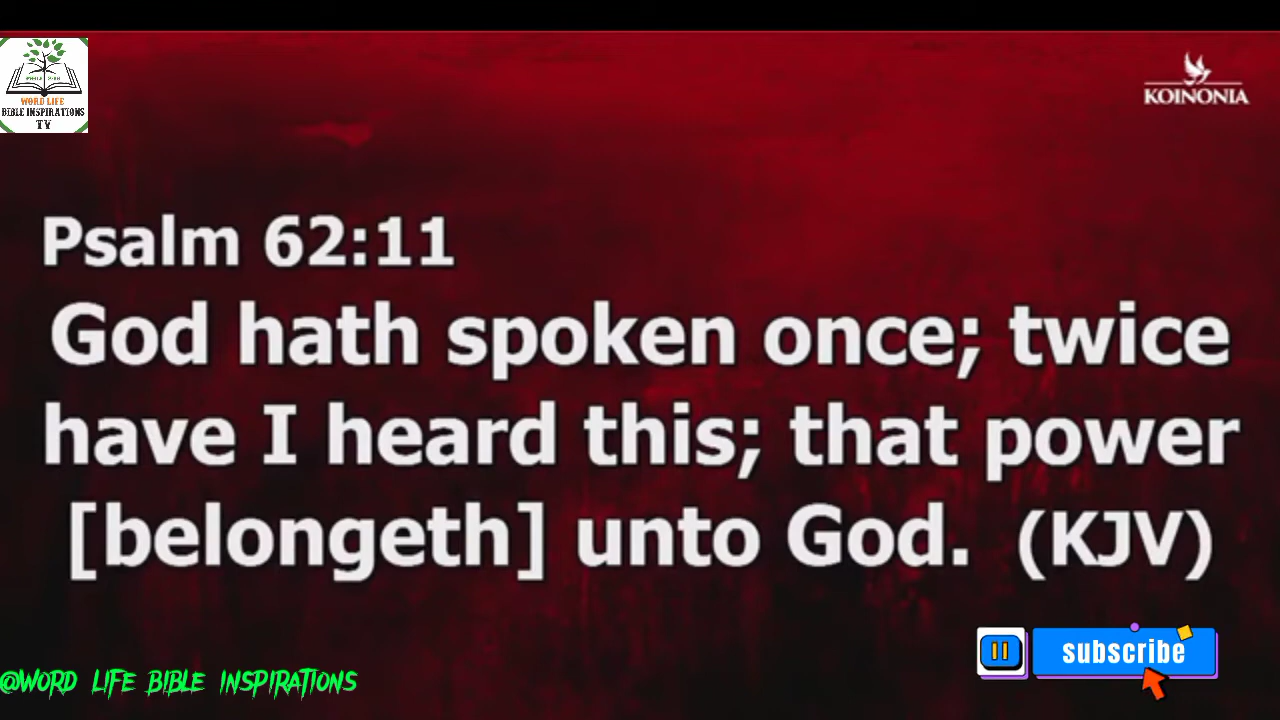 WORD LIFE
BIBLE INSPIRATIONS
TV
KOINONIA
Psalm 62:11
God hath spoken once; twice
have I heard this; that power
[belongeth] unto God. (KJV)
subscribe
@WORD LIFE BIBLE INSPIRATIONS